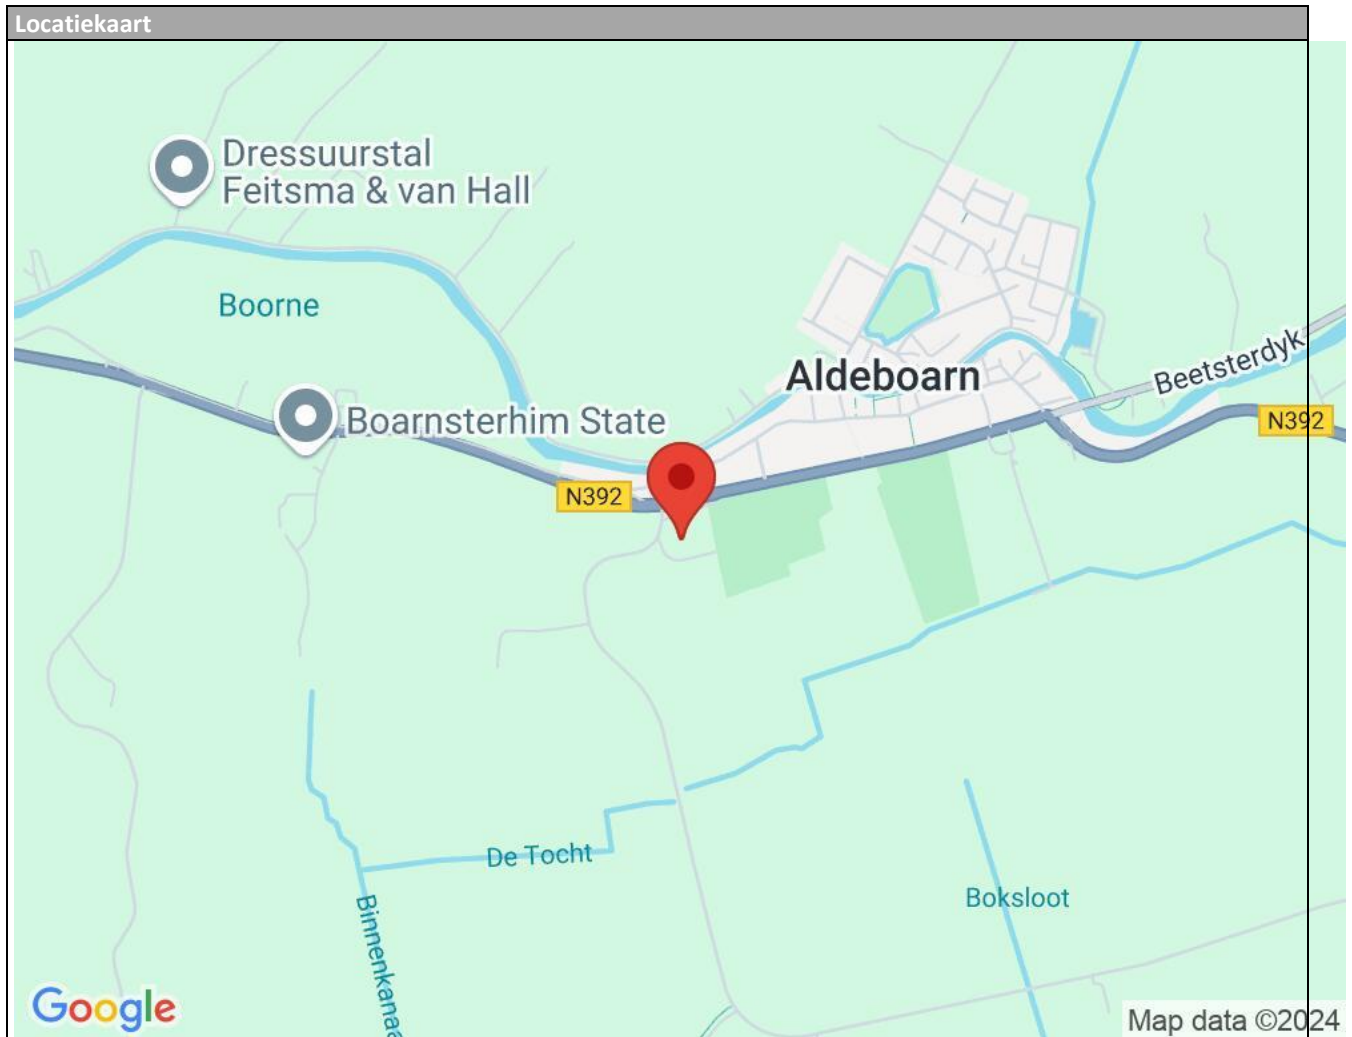 Locatiekaart
Dressuurstal
Feitsma & van Hall
Boorne
Aldeboarn
Beetsterdyk
Boarnsterhim State
N392
N392
De Tocht
Boksloot
Binnenkanaa
Google
Map data ©2024